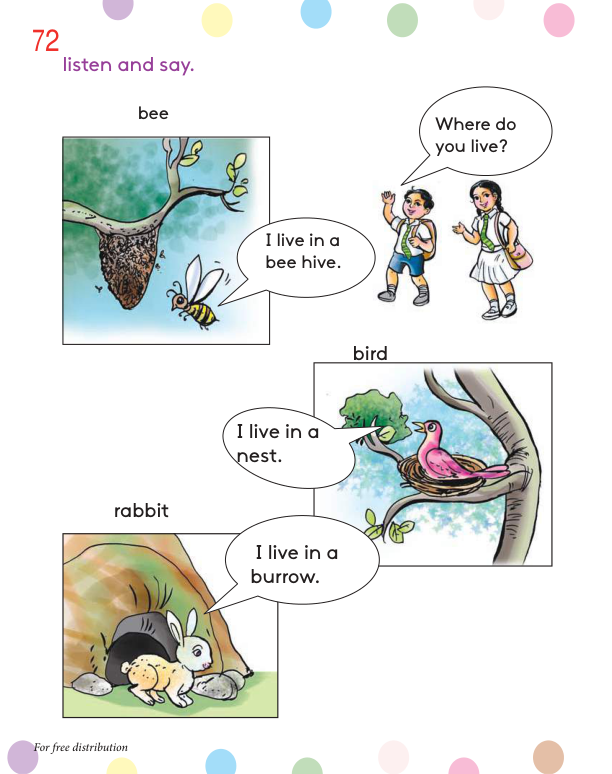 72
listen and say.
bee
Where do
you live?
I live in a
bee hive.
bird
I live in a
nest.
rabbit
I live in a
burrow.
For free distribution